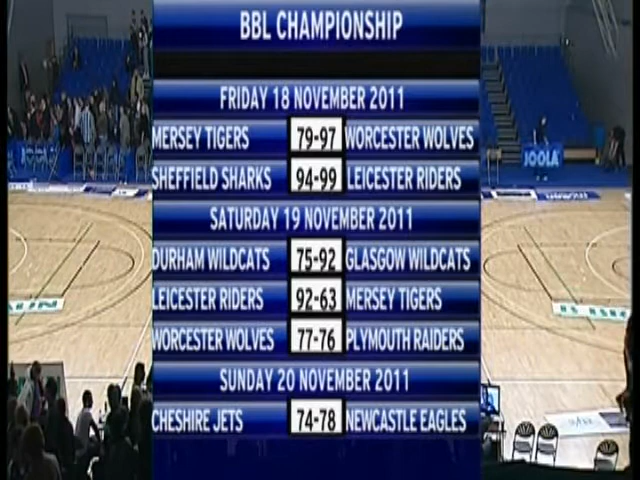 BBL CHAMPIONSHIP
FRIDAY 18 NOVEMBER 2011
MERSEY TIGERS 79-97 WORCESTER WOLVES
SHEFFIELD SHARKS 94-99 LEICESTER RIDERS
SATURDAY 19 NOVEMBER 2011
DURHAM WILDCATS 75-92 GLASGOW WILDCATS
LEICESTER RIDERS 92-63 MERSEY TIGERS
WORCESTER WOLVES 77-76 PLYMOUTH RAIDERS
SUNDAY 20 NOVEMBER 2011
CHESHIRE JETS 74-78 NEWCASTLE EAGLES
JOOLA